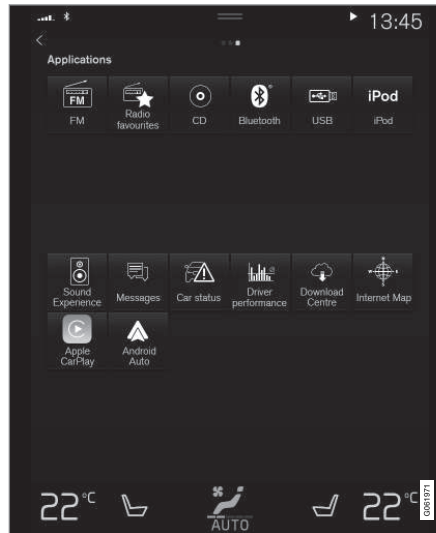 13:45
Applications
FM
iPod
FM
Radio
favourites
CD
Bluetooth
USB
iPod
Sound
Experience
Messages
Car status
Driver
performance
Download
Centre
Internet Map
Apple
CarPlay
Android
Auto
22°C
AUTO
22°C
G061971